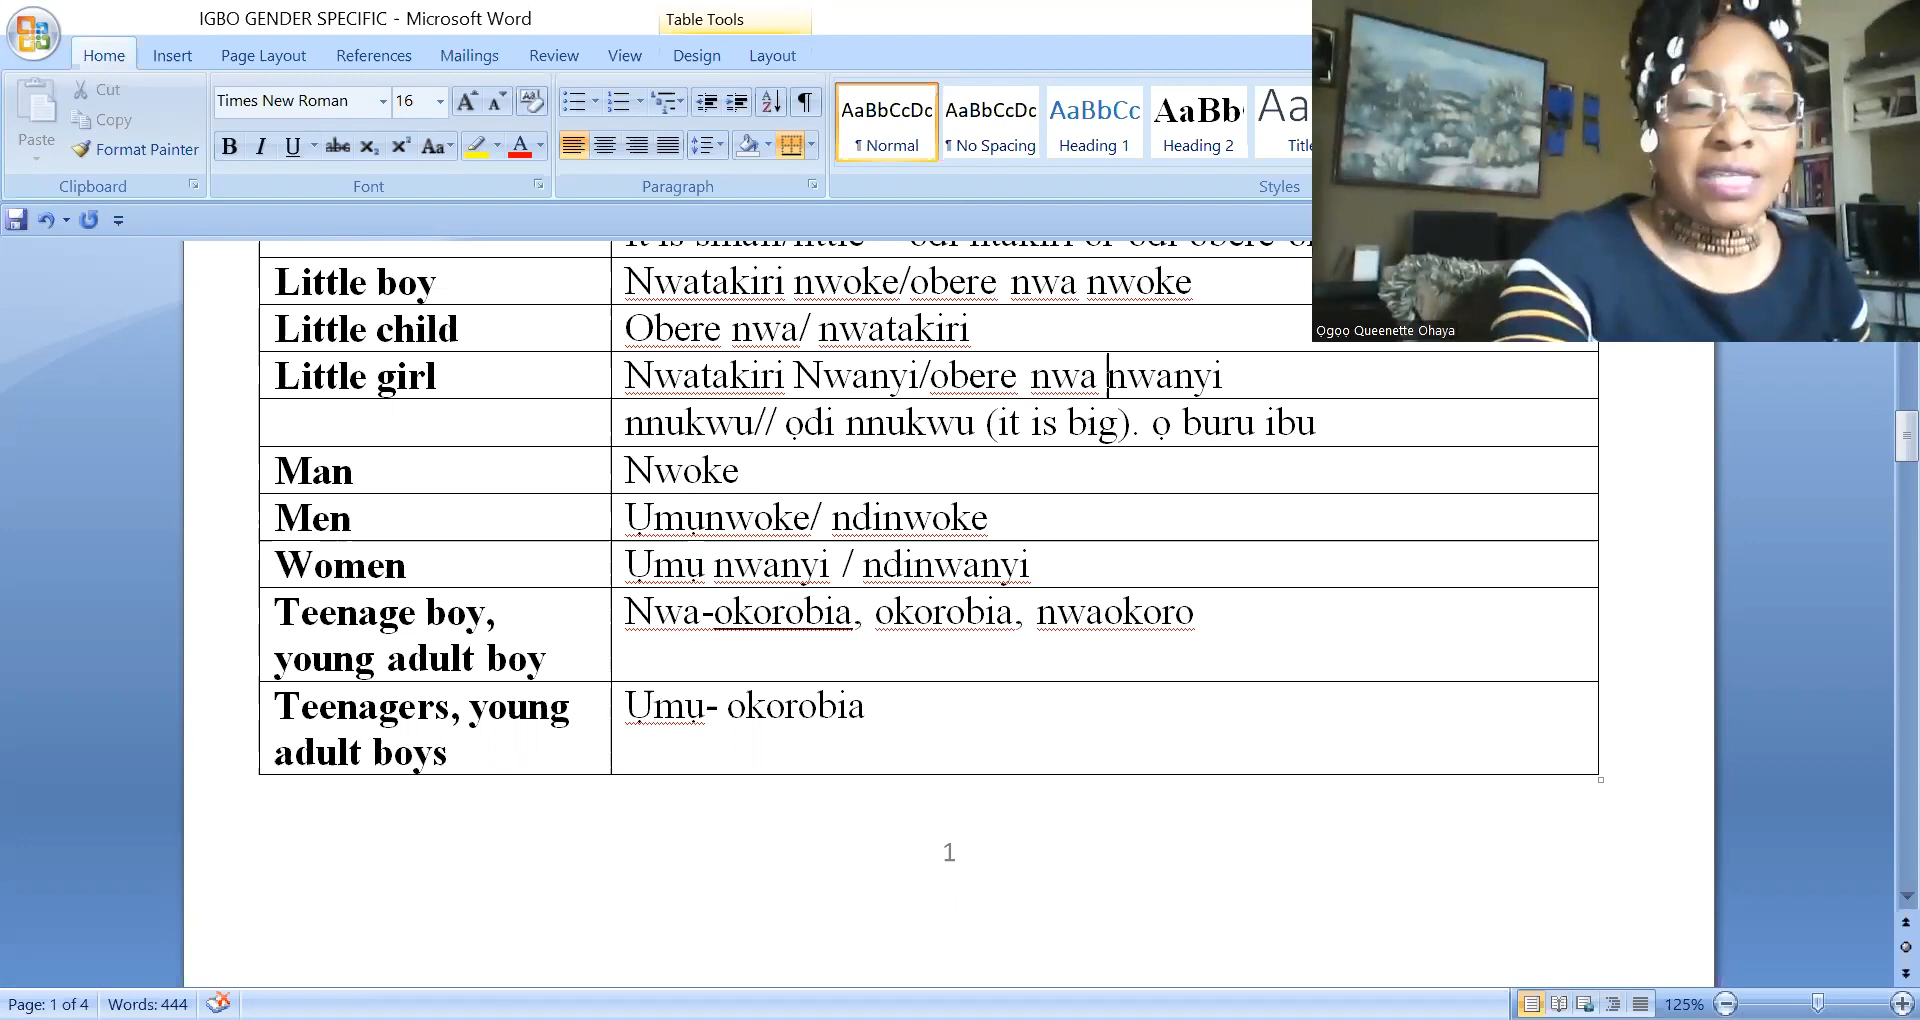 IGBO GENDER SPECIFIC - Microsoft Word
Table Tools
Home Insert Page Layout References Mailings Review View Design Layout
Paste
Cut
Copy
Format Painter
Clipboard
Times New Roman 16
Font
Paragraph
AaBbCcDc AaBbCcDc AaBbCc AaBb( Aa
¶ Normal ¶ No Spacing Heading 1 Heading 2 Title
Styles
Ogọọ Queenette Ohaya
Little boy Nwatakiri nwoke/obere nwa nwoke
Little child Obere nwa/ nwatakiri
Little girl Nwatakiri Nwanyi/obere nwa nwanyi
nnukwu// ọdi nnukwu (it is big). ọ buru ibu
Man Nwoke
Men Ụmụnwoke/ ndinwoke
Women Ụmụ nwanyi / ndinwanyi
Teenage boy, Nwa-okorobia, okorobia, nwaokoro
young adult boy
Teenagers, young Ụmụ- okorobia
adult boys
1
Page: 1 of 4 Words: 444 125%